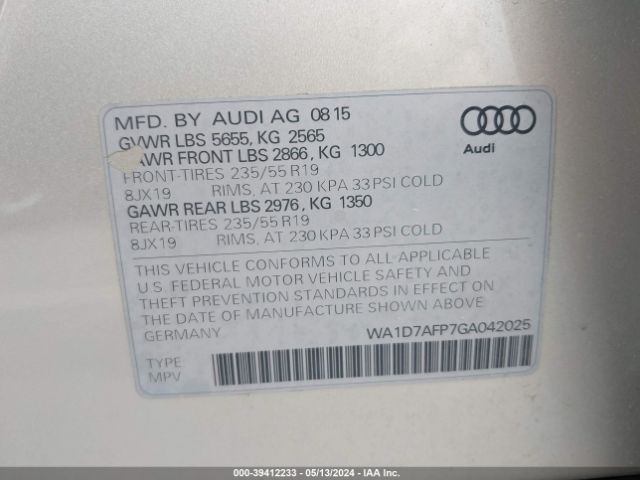 MFD. BY AUDI AG 08 15
GVWR LBS 5655, KG 2565
GAWR FRONT LBS 2866, KG 1300
FRONT-TIRES 235/55 R19
8JX19 RIMS, AT 230 KPA 33 PSI COLD
GAWR REAR LBS 2976, KG 1350
REAR-TIRES 235/55 R19
8JX19 RIMS, AT 230 KPA 33 PSI COLD
Audi
THIS VEHICLE CONFORMS TO ALL APPLICABLE
U.S. FEDERAL MOTOR VEHICLE SAFETY AND
THEFT PREVENTION STANDARDS IN EFFECT ON
THE DATE OF MANUFACTURE SHOWN ABOVE
GERMANY WA1D7AFP7GA042025
TYPE:
MPV
000-39412233 - 05/13/2024 - IAA Inc.